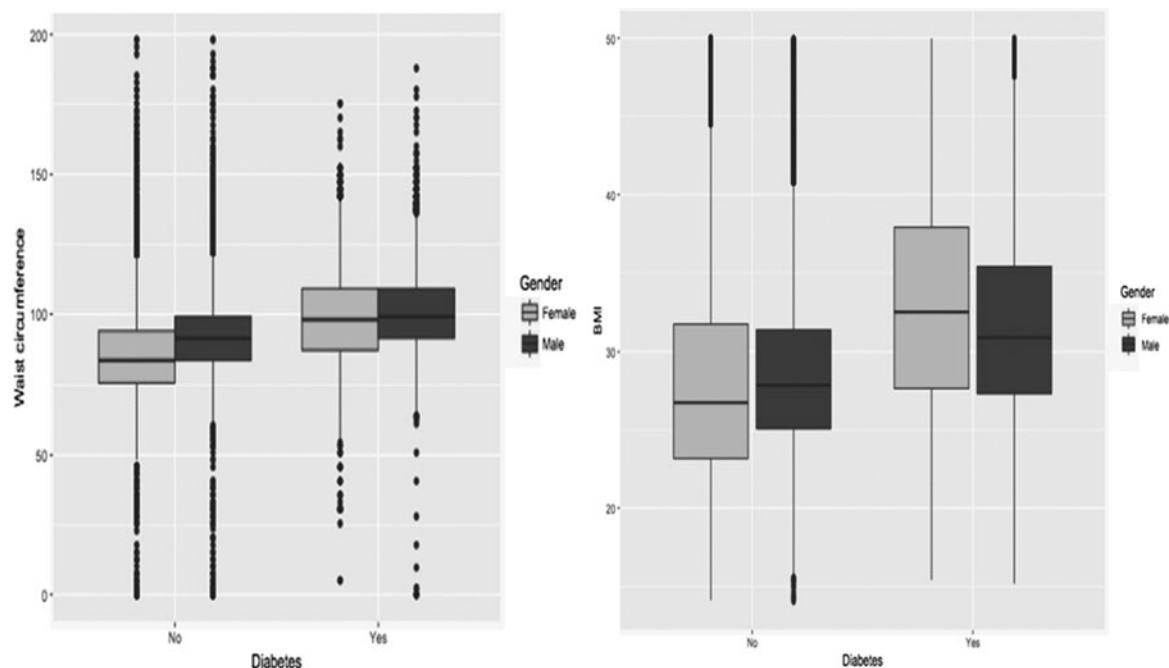 200
150
100
50
0
Waist circumference
No
Yes
Diabetes
Gender
Female
Male
50
40
30
20
BMI
No
Yes
Diabetes
Gender
Female
Male